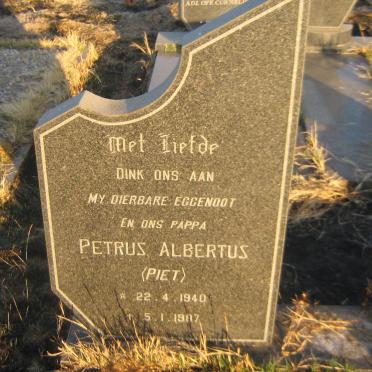 Met Liefde
DINK ONS AAN
MY DIERBARE EGGENOOT
EN ONS PAPPA
PETRUS ALBERTUS
(PIET)
* 22.4.1940
† 5.1.1987